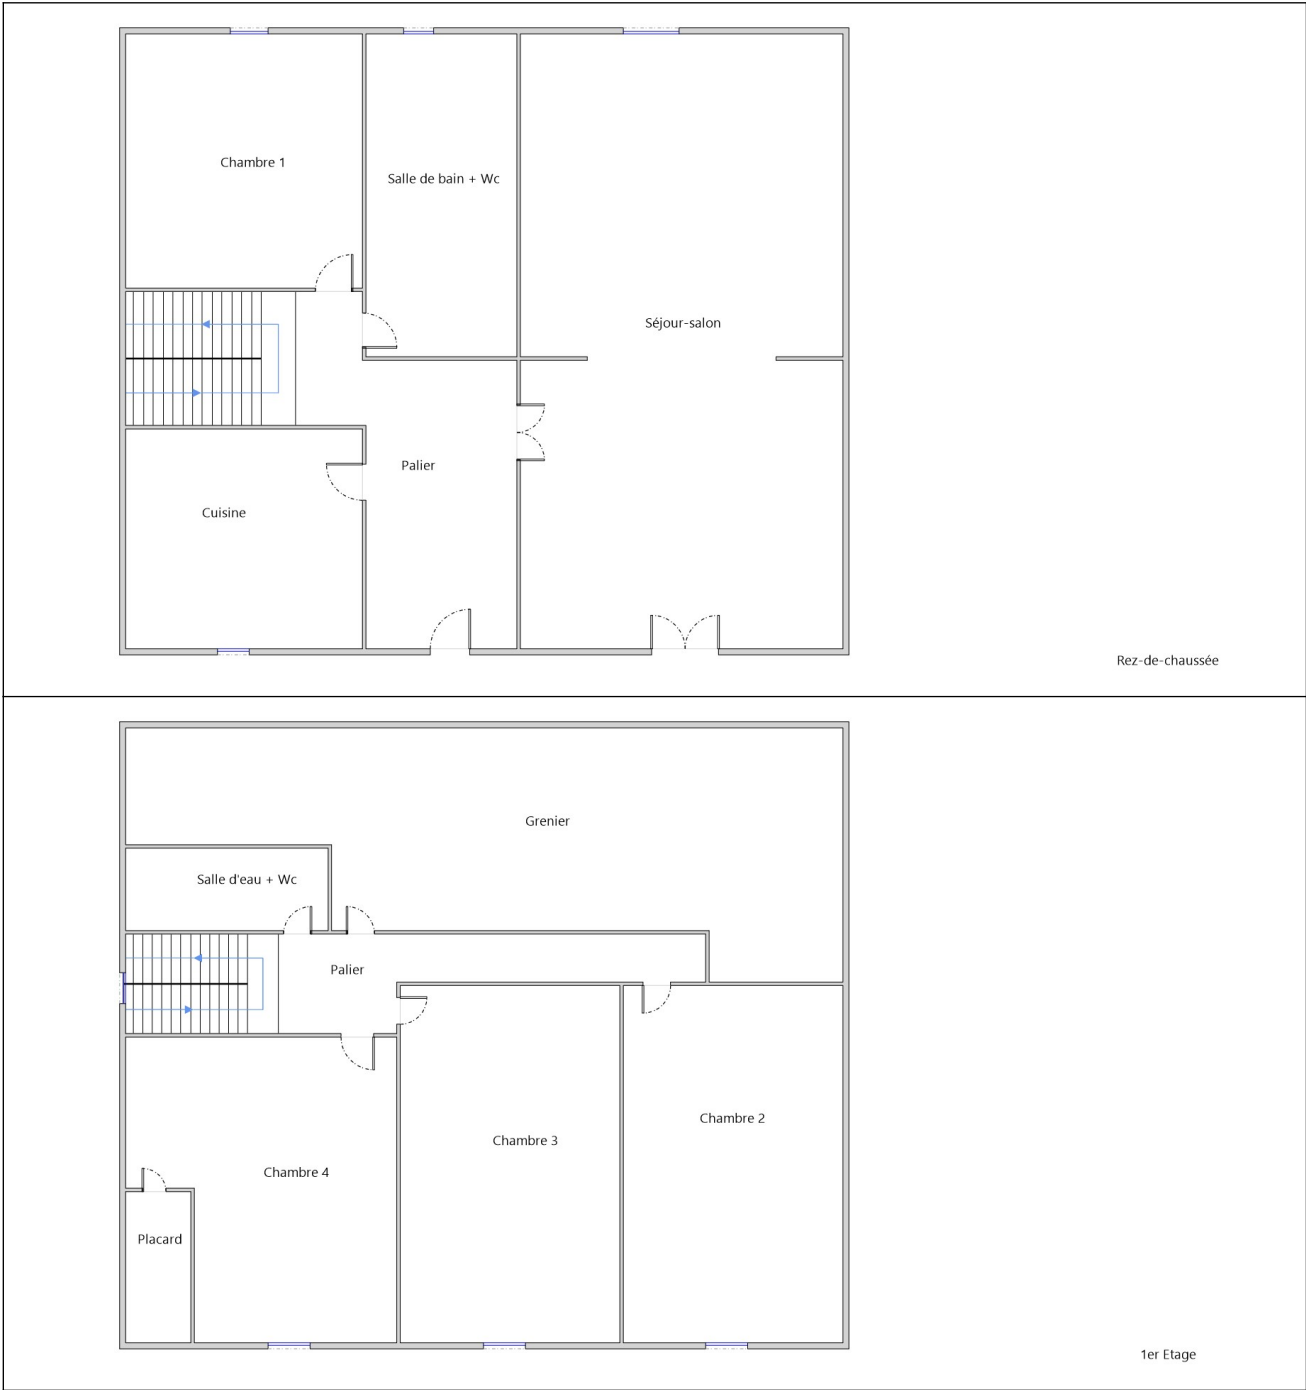 Chambre 1
Salle de bain + Wc
Séjour-salon
Palier
Cuisine
Rez-de-chaussée
Grenier
Salle d'eau + Wc
Palier
Chambre 2
Chambre 3
Chambre 4
Placard
1er Etage